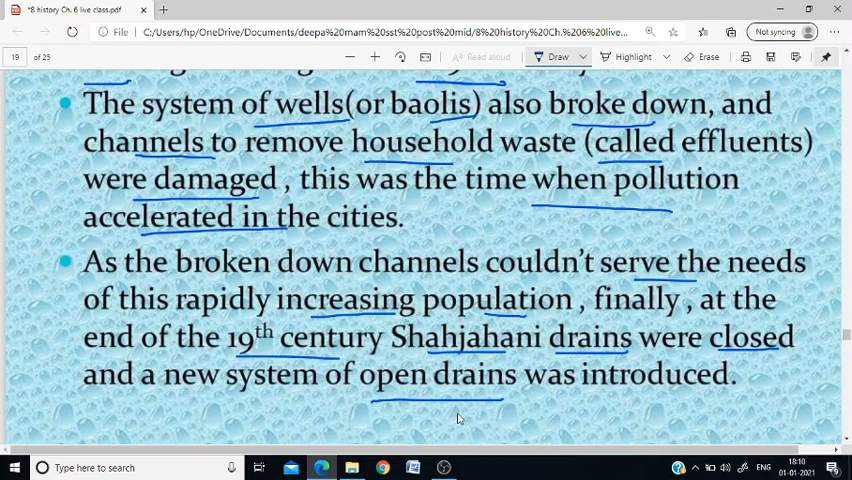 *8 history Ch. 6 live class.pdf
File | C:/Users/hp/OneDrive/Documents/deepa%20mam%20sst%20post%20mid/8%20history%20Ch.%206%20live...
Not syncing
19 of 25
Read aloud
Draw
Highlight
Erase
The system of wells(or baolis) also broke down, and
channels to remove household waste (called effluents)
were damaged , this was the time when pollution
accelerated in the cities.
As the broken down channels couldn't serve the needs
of this rapidly increasing population , finally , at the
end of the 19th century Shahjahani drains were closed
and a new system of open drains was introduced.
Type here to search
ENG
18:10
01-01-2021